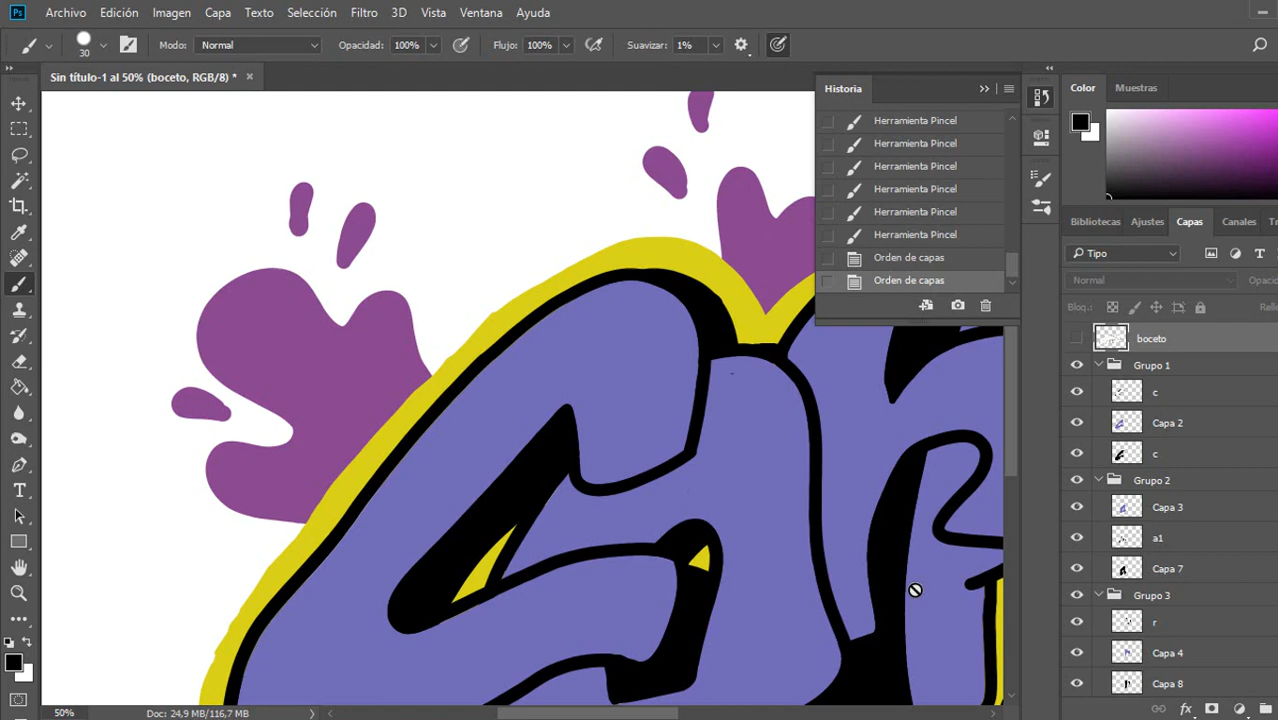 Ps Archivo Edición Imagen Capa Texto Selección Filtro 3D Vista Ventana Ayuda
30 Modo: Normal Opacidad: 100% Flujo: 100% Suavizar: 1%
Sin título-1 al 50% (boceto, RGB/8) * ×
Historia
Herramienta Pincel
Herramienta Pincel
Herramienta Pincel
Herramienta Pincel
Herramienta Pincel
Herramienta Pincel
Orden de capas
Orden de capas
Color Muestras
Bibliotecas Ajustes Capas Canales
Tipo
Normal
Bloq.:
boceto
Grupo 1
c
Capa 2
c
Grupo 2
Capa 3
a1
Capa 7
Grupo 3
r
Capa 4
Capa 8
50% Doc: 24,9 MB/116,7 MB